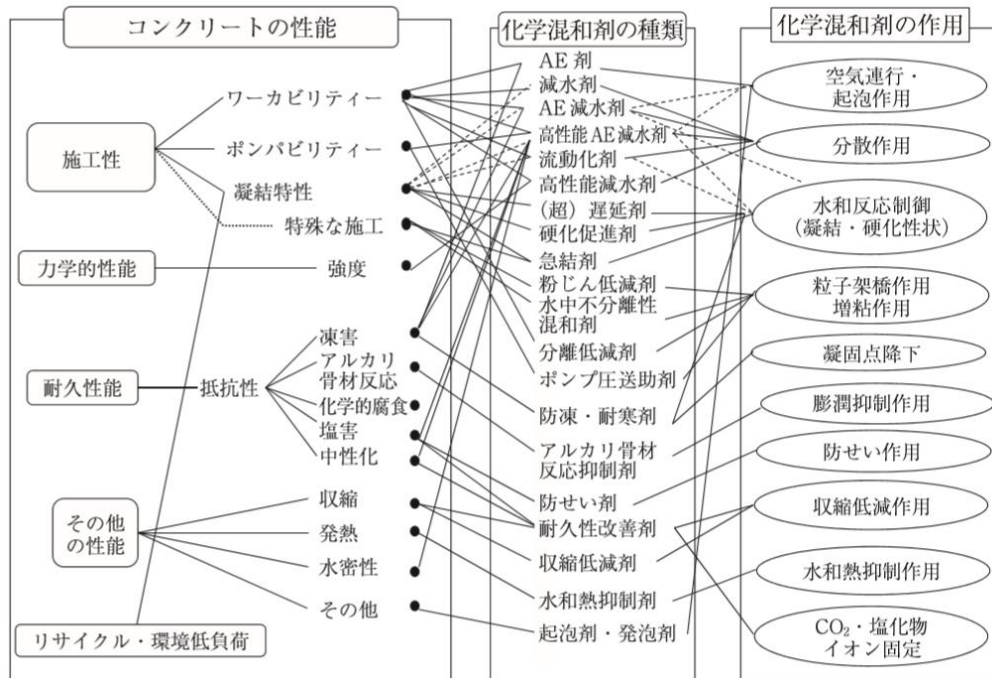 コンクリートの性能
施工性
ワーカビリティー
ポンパビリティー
凝結特性
特殊な施工
力学的性能
強度
耐久性能
抵抗性
凍害
アルカリ
骨材反応
化学的腐食
塩害
中性化
その他
の性能
収縮
発熱
水密性
その他
リサイクル・環境低負荷
化学混和剤の種類
AE 剤
減水剤
AE 減水剤
高性能 AE 減水剤
流動化剤
高性能減水剤
(超)遅延剤
硬化促進剤
急結剤
粉じん低減剤
水中不分離性
混和剤
分離低減剤
ポンプ圧送助剤
防凍・耐寒剤
アルカリ骨材
反応抑制剤
防せい剤
耐久性改善剤
収縮低減剤
水和熱抑制剤
起泡剤・発泡剤
化学混和剤の作用
空気連行・
起泡作用
分散作用
水和反応制御
(凝結・硬化性状)
粒子架橋作用
増粘作用
凝固点降下
膨潤抑制作用
防せい作用
収縮低減作用
水和熱抑制作用
CO₂・塩化物
イオン固定